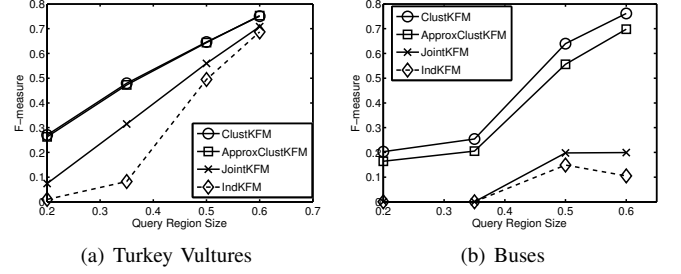 0.8
0.7
0.6
0.5
0.4
0.3
0.2
0.1
0
F-measure
ClustKFM
ApproxClustKFM
JointKFM
IndKFM
0.2 0.3 0.4 0.5 0.6 0.7
Query Region Size
(a) Turkey Vultures
0.8
0.7
0.6
0.5
0.4
0.3
0.2
0.1
0
F-measure
ClustKFM
ApproxClustKFM
JointKFM
IndKFM
0.2 0.3 0.4 0.5 0.6
Query Region Size
(b) Buses